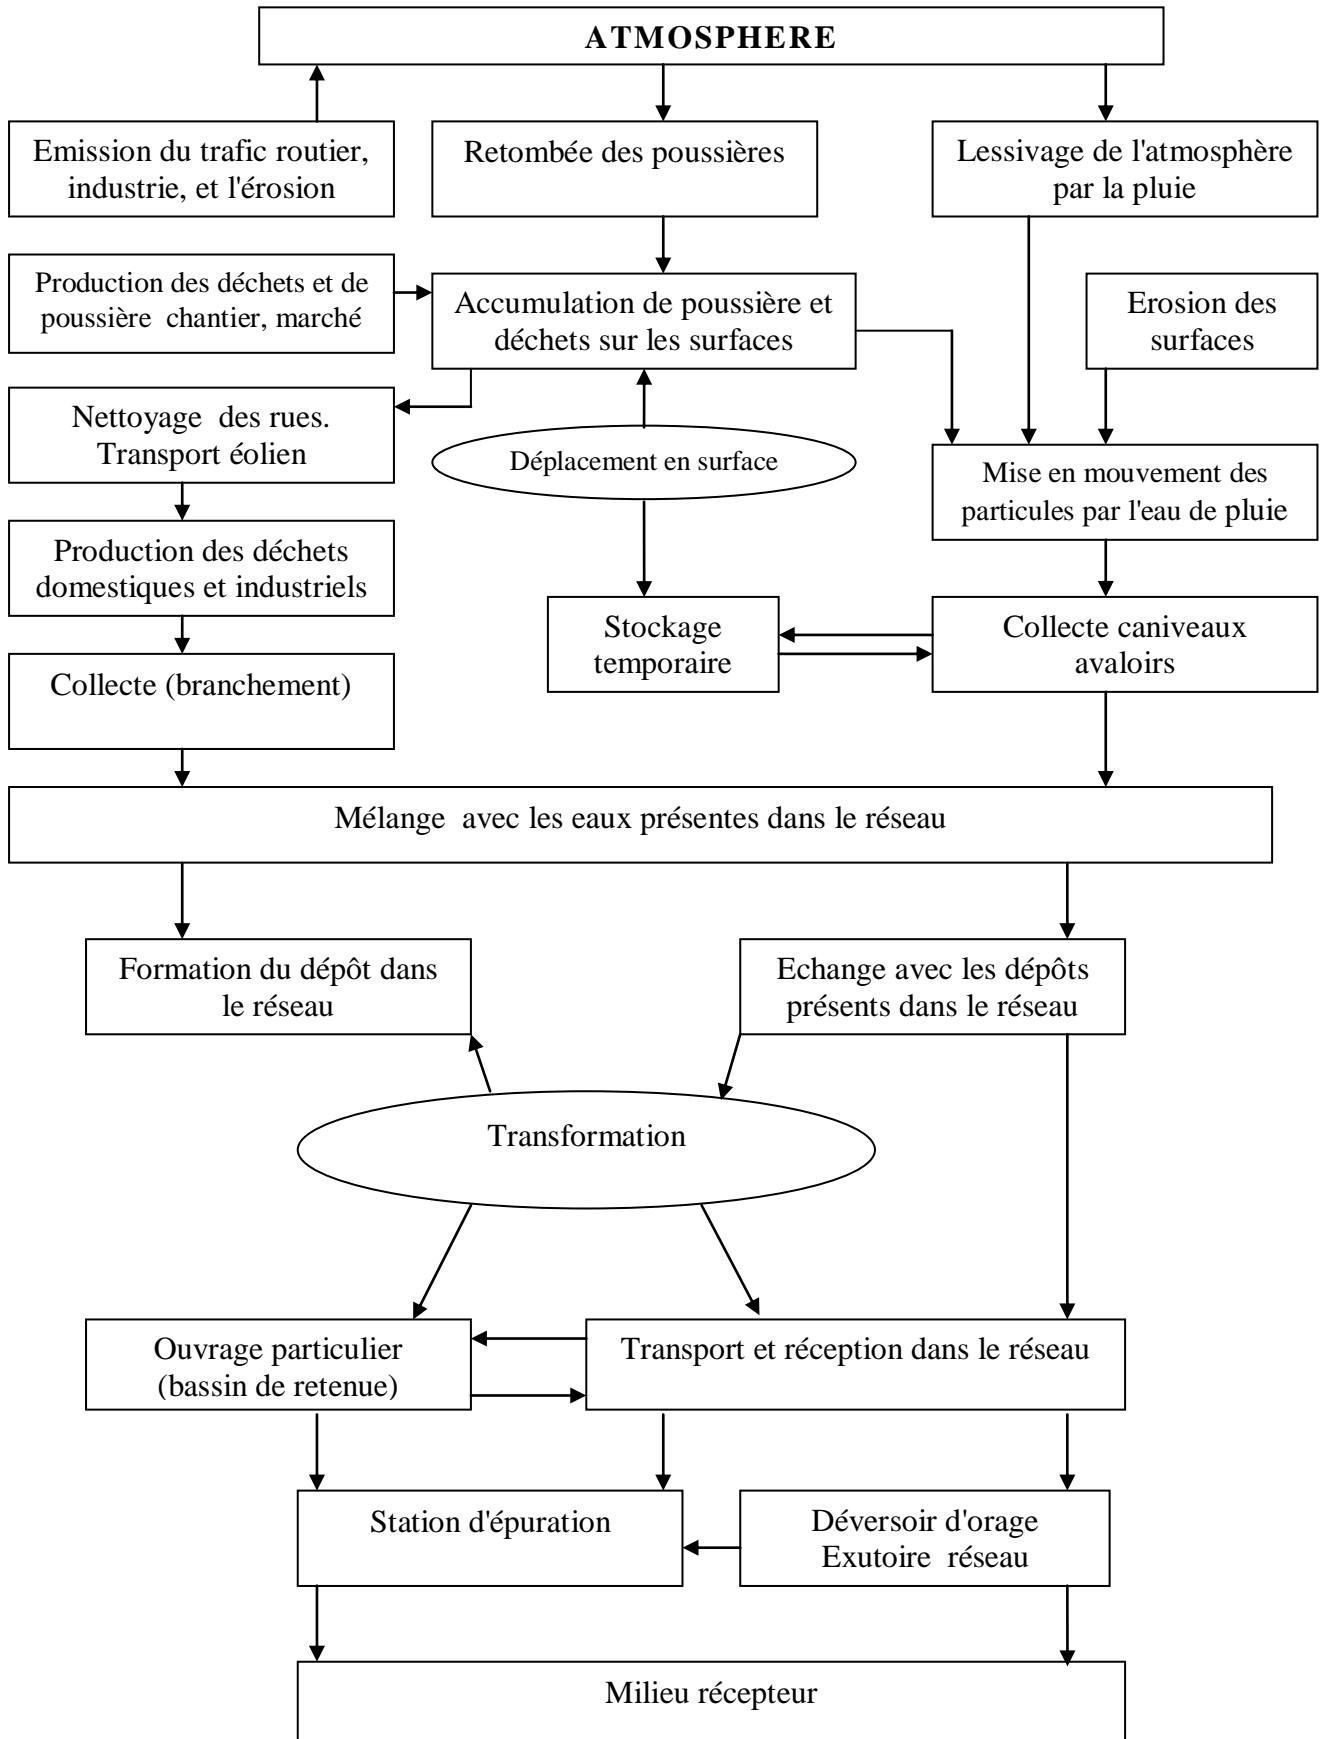 ATMOSPHERE
Emission du trafic routier,
industrie, et l'érosion
Retombée des poussières
Lessivage de l'atmosphère
par la pluie
Production des déchets et de
poussière chantier, marché
Accumulation de poussière et
déchets sur les surfaces
Erosion des
surfaces
Nettoyage des rues.
Transport éolien
Déplacement en surface
Mise en mouvement des
particules par l'eau de pluie
Production des déchets
domestiques et industriels
Stockage
temporaire
Collecte caniveaux
avaloirs
Collecte (branchement)
Mélange avec les eaux présentes dans le réseau
Formation du dépôt dans
le réseau
Echange avec les dépôts
présents dans le réseau
Transformation
Ouvrage particulier
(bassin de retenue)
Transport et réception dans le réseau
Station d'épuration
Déversoir d'orage
Exutoire réseau
Milieu récepteur